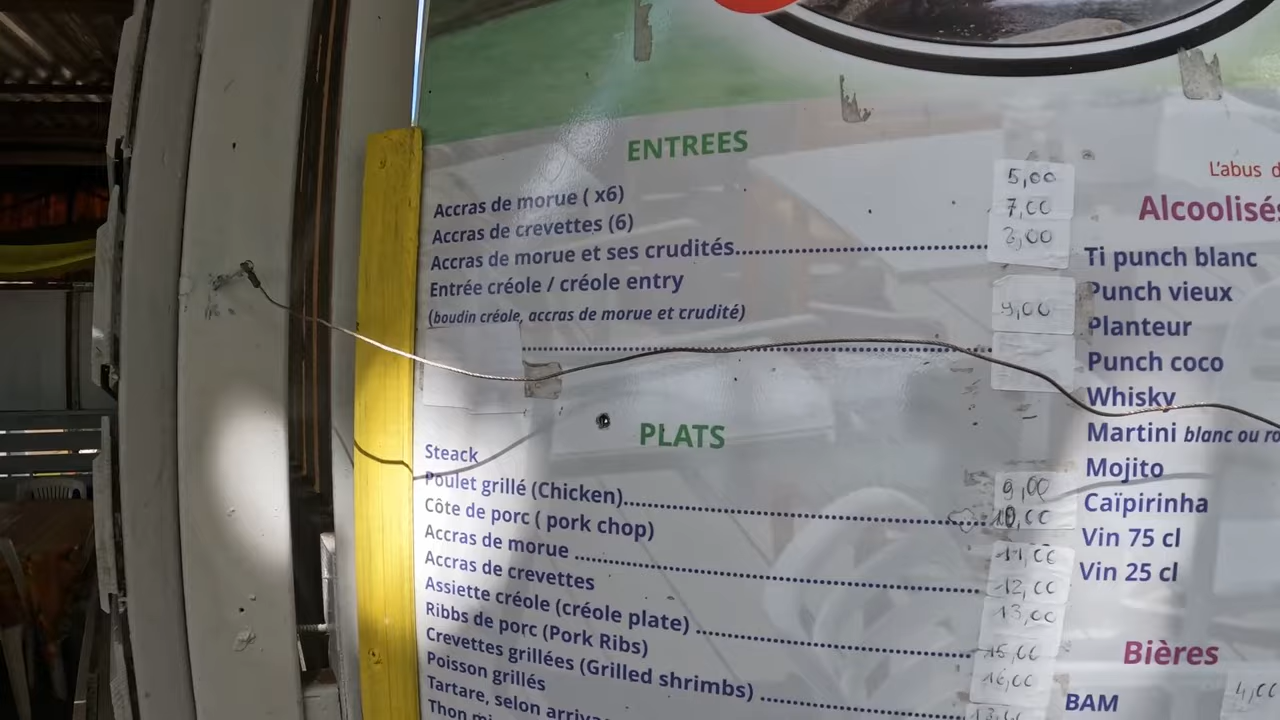 ENTREES
Accras de morue ( x6)
5,00
Accras de crevettes (6)
7,00
Accras de morue et ses crudités
8,00
Entrée créole / créole entry
(boudin créole, accras de morue et crudité)
9,00
PLATS
Steack
Poulet grillé (Chicken)
9,00
Côte de porc ( pork chop)
10,00
Accras de morue
11,00
Accras de crevettes
12,00
Assiette créole (créole plate)
13,00
Ribbs de porc (Pork Ribs)
15,00
Crevettes grillées (Grilled shrimbs)
16,00
Poisson grillés
Tartare, selon
Thon
L'abus
Alcoolisés
Ti punch blanc
Punch vieux
Planteur
Punch coco
Whisky
Martini blanc ou
Mojito
Caïpirinha
Vin 75 cl
Vin 25 cl
Bières
BAM
4,00